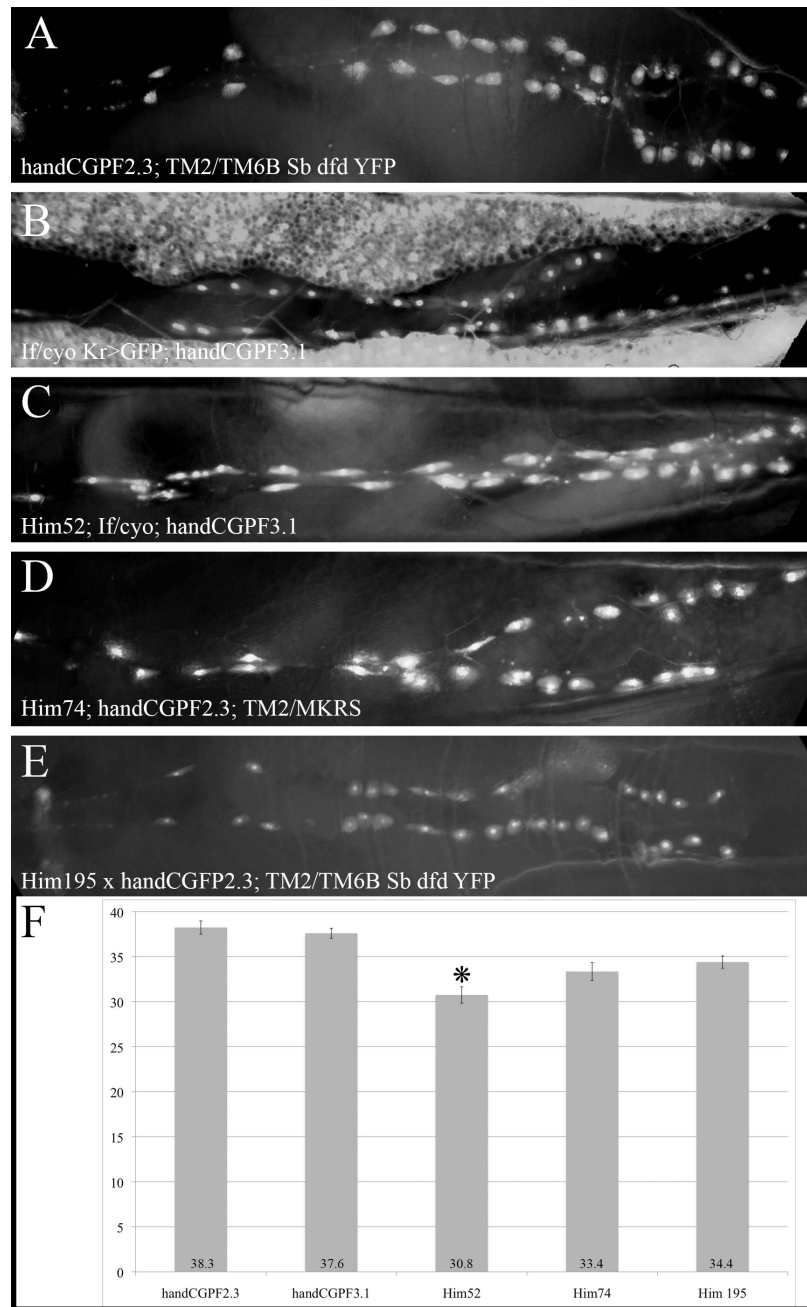 A
handCGPF2.3; TM2/TM6B Sb dfd YFP
B
If/cyo Kr>GFP; handCGPF3.1
C
Him52; If/cyo; handCGPF3.1
D
Him74; handCGPF2.3; TM2/MKRS
E
Him195 x handCGFP2.3; TM2/TM6B Sb dfd YFP
F
40
35
30
25
20
15
10
5
0
*
38.3 37.6 30.8 33.4 34.4
handCGPF2.3 handCGPF3.1 Him52 Him74 Him 195